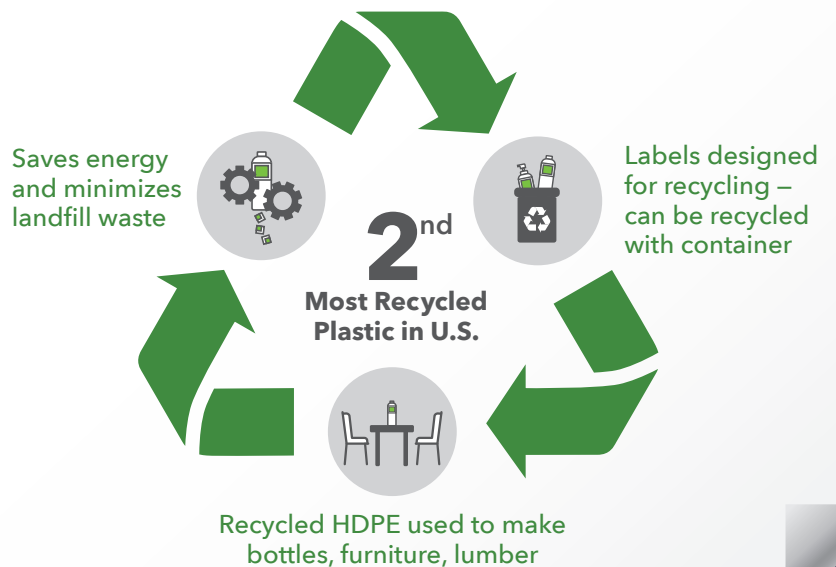 Saves energy
and minimizes
landfill waste
Labels designed
for recycling –
can be recycled
with container
2nd
Most Recycled
Plastic in U.S.
Recycled HDPE used to make
bottles, furniture, lumber